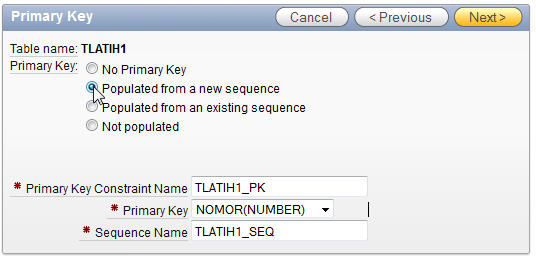 Primary Key Cancel < Previous Next >
Table name: TLATIH1
Primary Key: No Primary Key
Populated from a new sequence
Populated from an existing sequence
Not populated
* Primary Key Constraint Name TLATIH1_PK
* Primary Key NOMOR(NUMBER)
* Sequence Name TLATIH1_SEQ